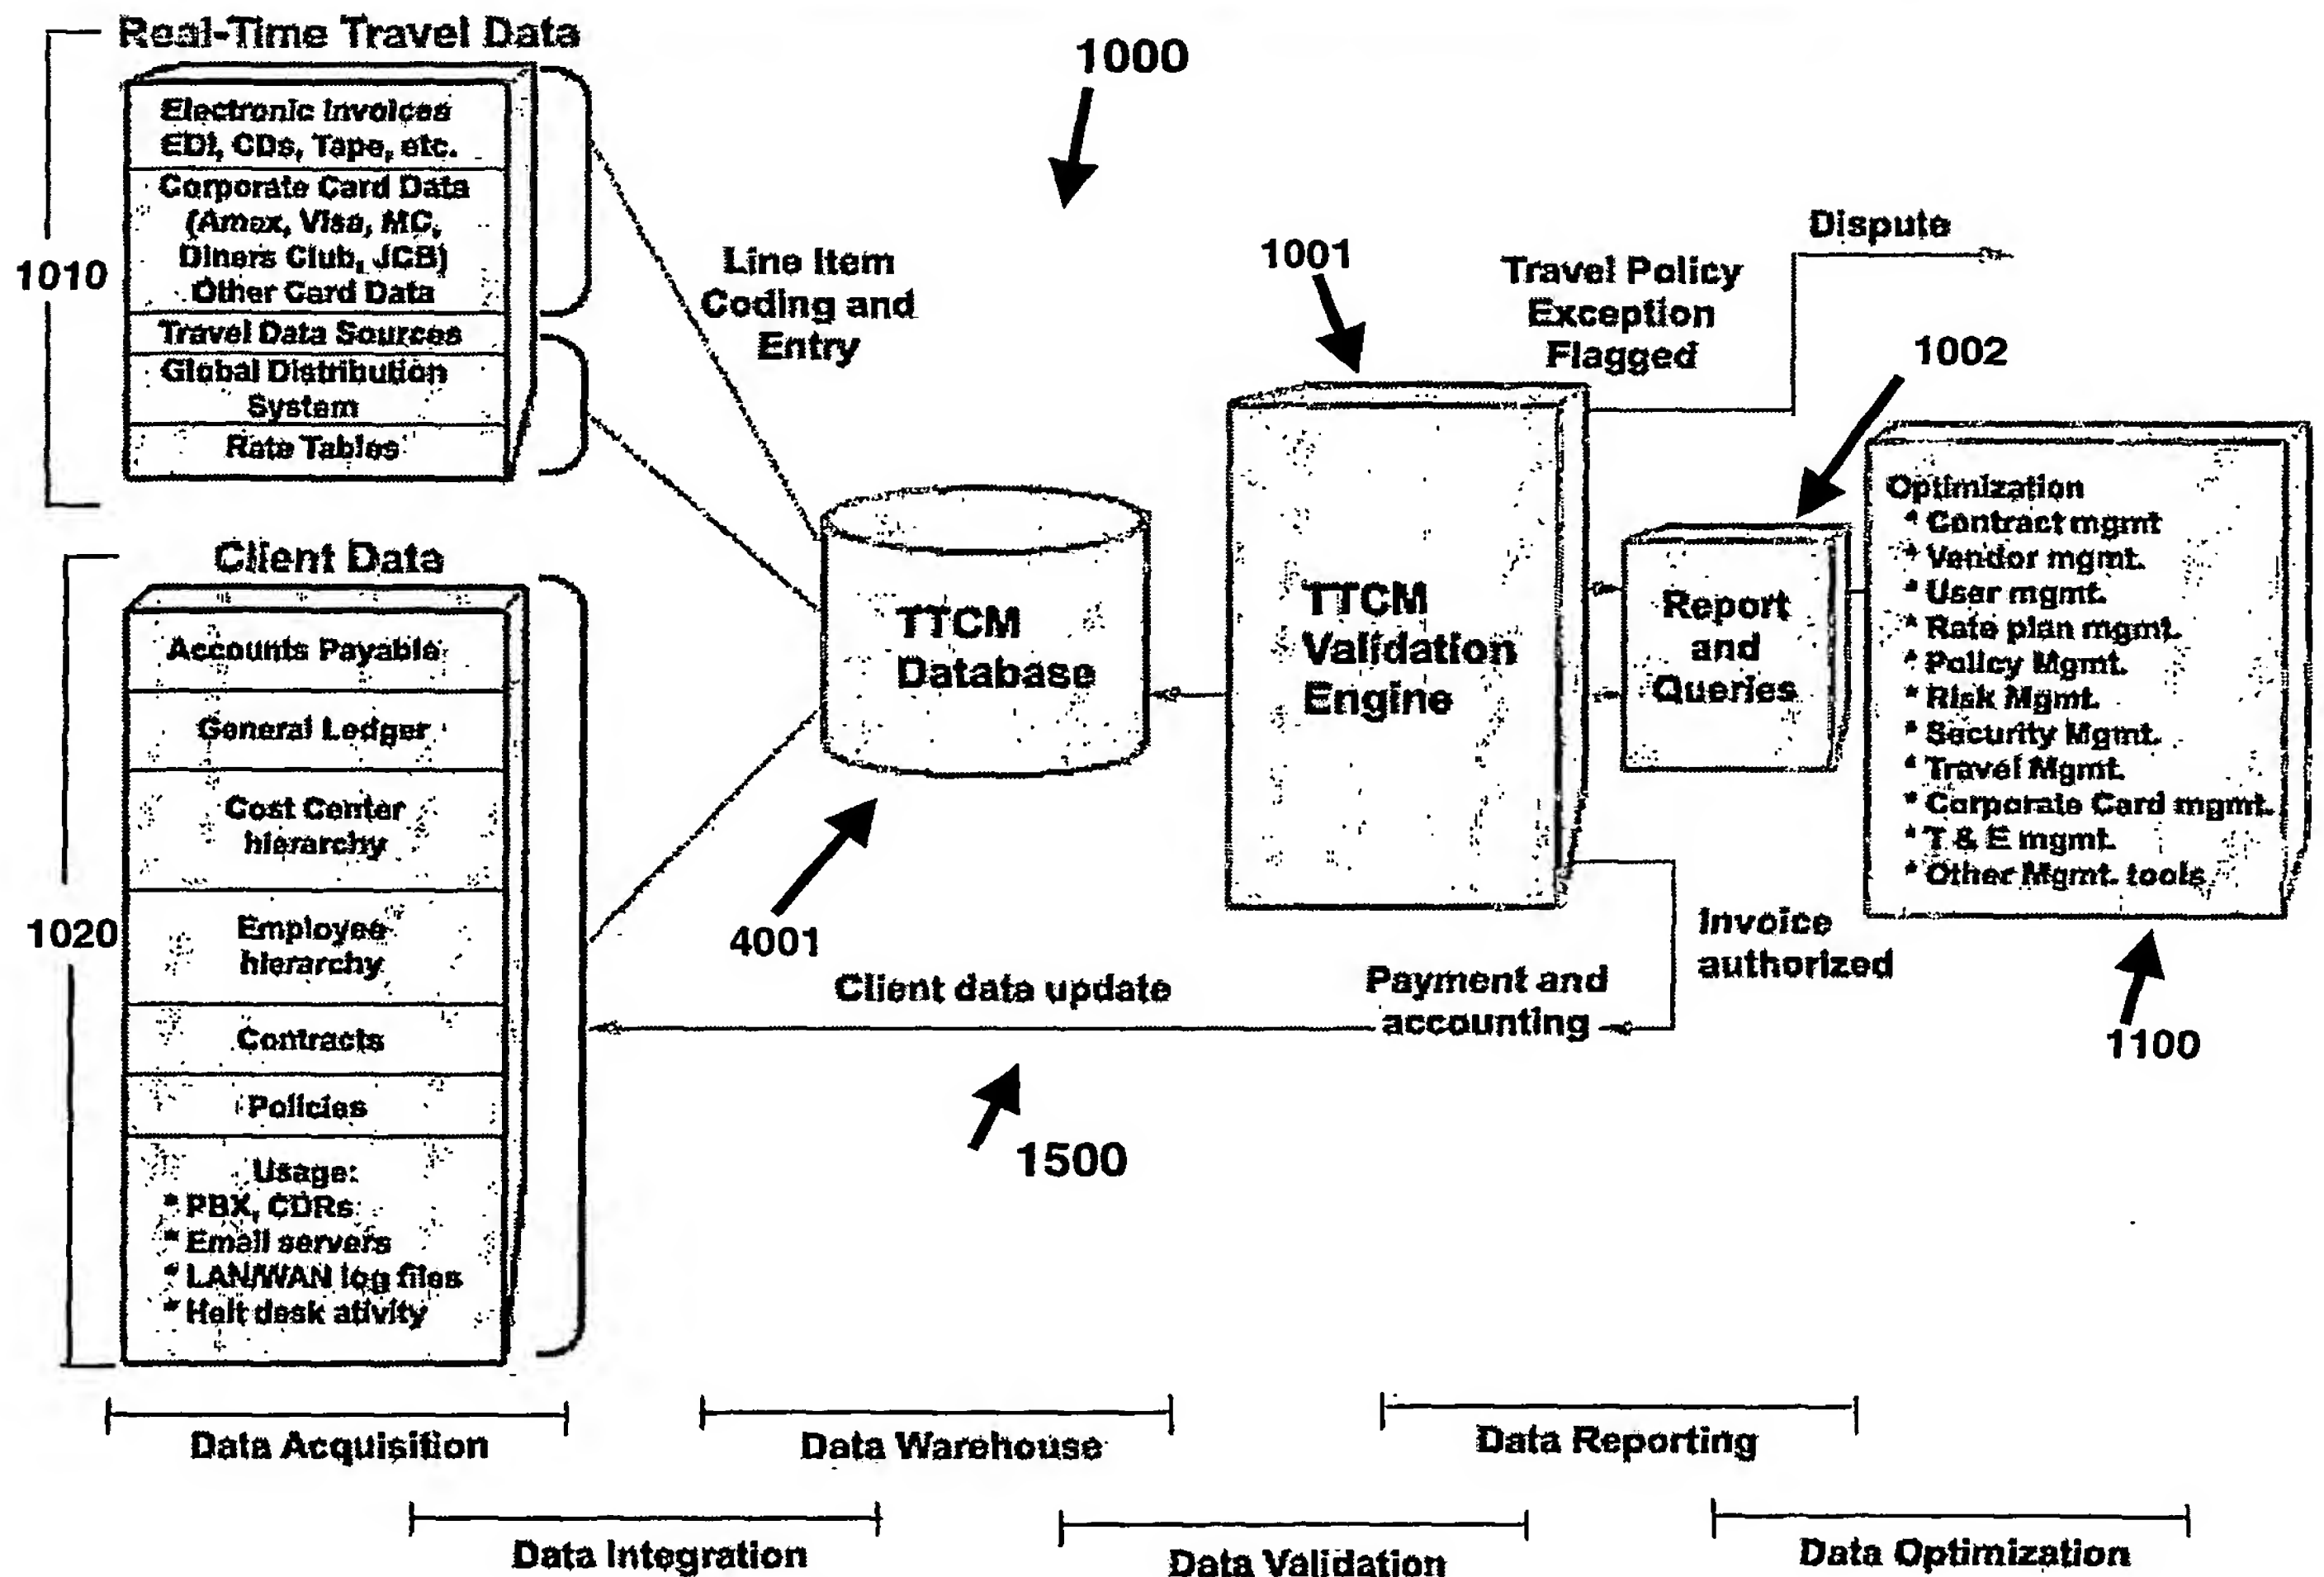 Real-Time Travel Data
Electronic Invoices
EDI, CDs, Tape, etc.
Corporate Card Data
(Amex, Visa, MC,
Diners Club, JCB)
Other Card Data
Travel Data Sources
Global Distribution
System
Rate Tables
1010
Client Data
Accounts Payable
General Ledger
Cost Center
hierarchy
Employee
hierarchy
Contracts
Policies
Usage:
* PBX, CDRs
* Email servers
* LAN/WAN log files
* Helt desk ativity
1020
Line Item
Coding and
Entry
1000
TTCM
Database
4001
1001
TTCM
Validation
Engine
Travel Policy
Exception
Flagged
Dispute
1002
Report
and
Queries
Optimization
* Contract mgmt
* Vendor mgmt.
* User mgmt.
* Rate plan mgmt.
* Policy Mgmt.
* Risk Mgmt.
* Security Mgmt.
* Travel Mgmt.
* Corporate Card mgmt.
* T & E mgmt.
* Other Mgmt. tools
1100
Invoice
authorized
Payment and
accounting
Client data update
1500
Data Acquisition
Data Warehouse
Data Reporting
Data Integration
Data Validation
Data Optimization